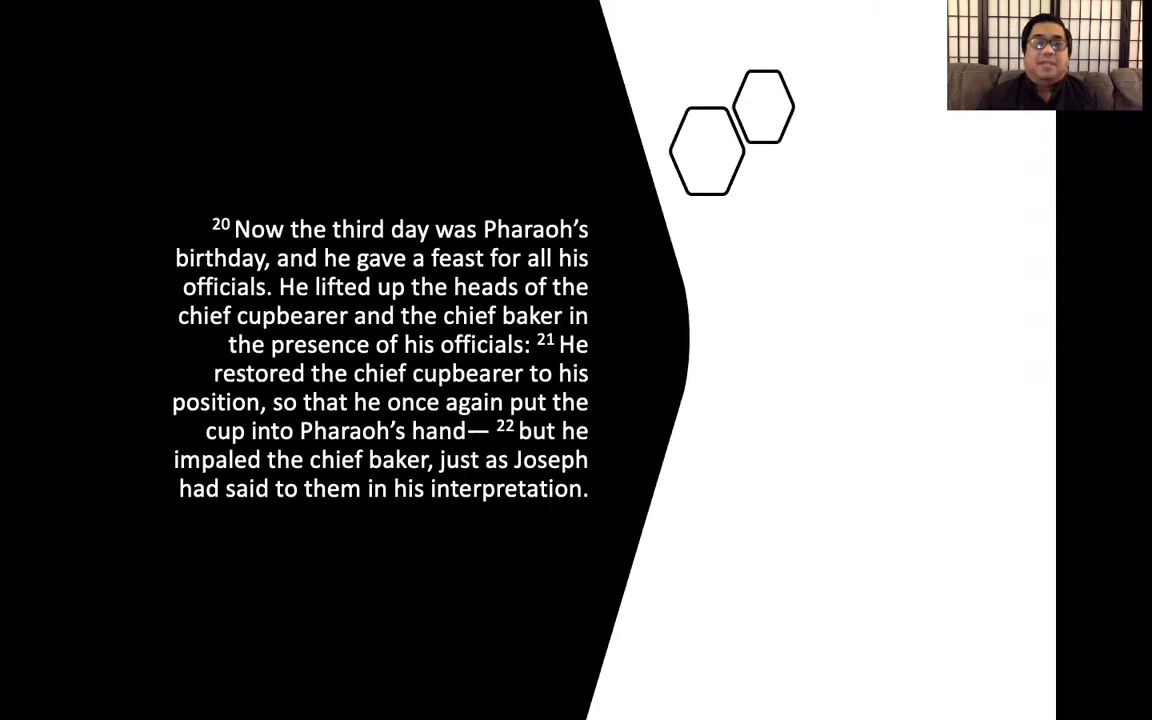 20 Now the third day was Pharaoh’s
birthday, and he gave a feast for all his
officials. He lifted up the heads of the
chief cupbearer and the chief baker in
the presence of his officials: 21 He
restored the chief cupbearer to his
position, so that he once again put the
cup into Pharaoh’s hand— 22 but he
impaled the chief baker, just as Joseph
had said to them in his interpretation.